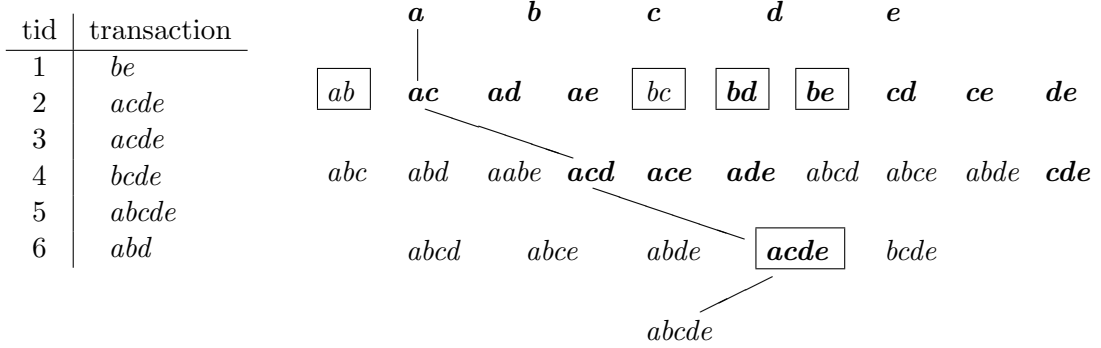 a b c d e
tid transaction
1 be
ab ac ad ae bc bd be cd ce de
2 acde
3 acde
4 bcde
abc abd aabe acd ace ade abcd abce abde cde
5 abcde
6 abd
abcd abce abde acde bcde
abcde